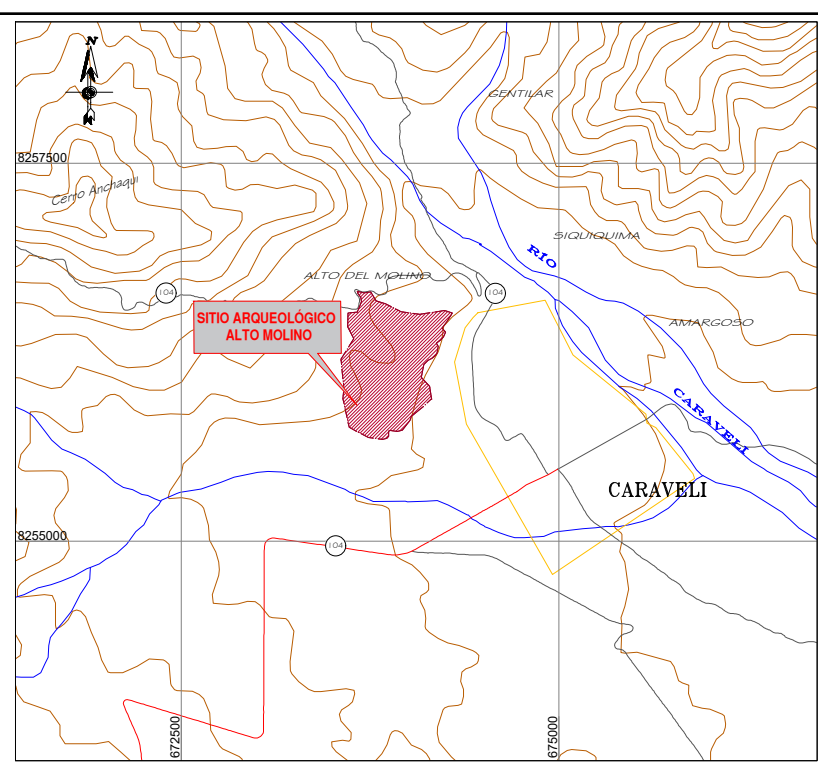 N
GENTILAR
8257500
Cerro Anchaqui
SIQUIQUIMA
RIO
ALTO DEL MOLINO
104
104
SITIO ARQUEOLÓGICO
ALTO MOLINO
AMARGOSO
CARAVELI
CARAVELI
8255000
104
672500
675000